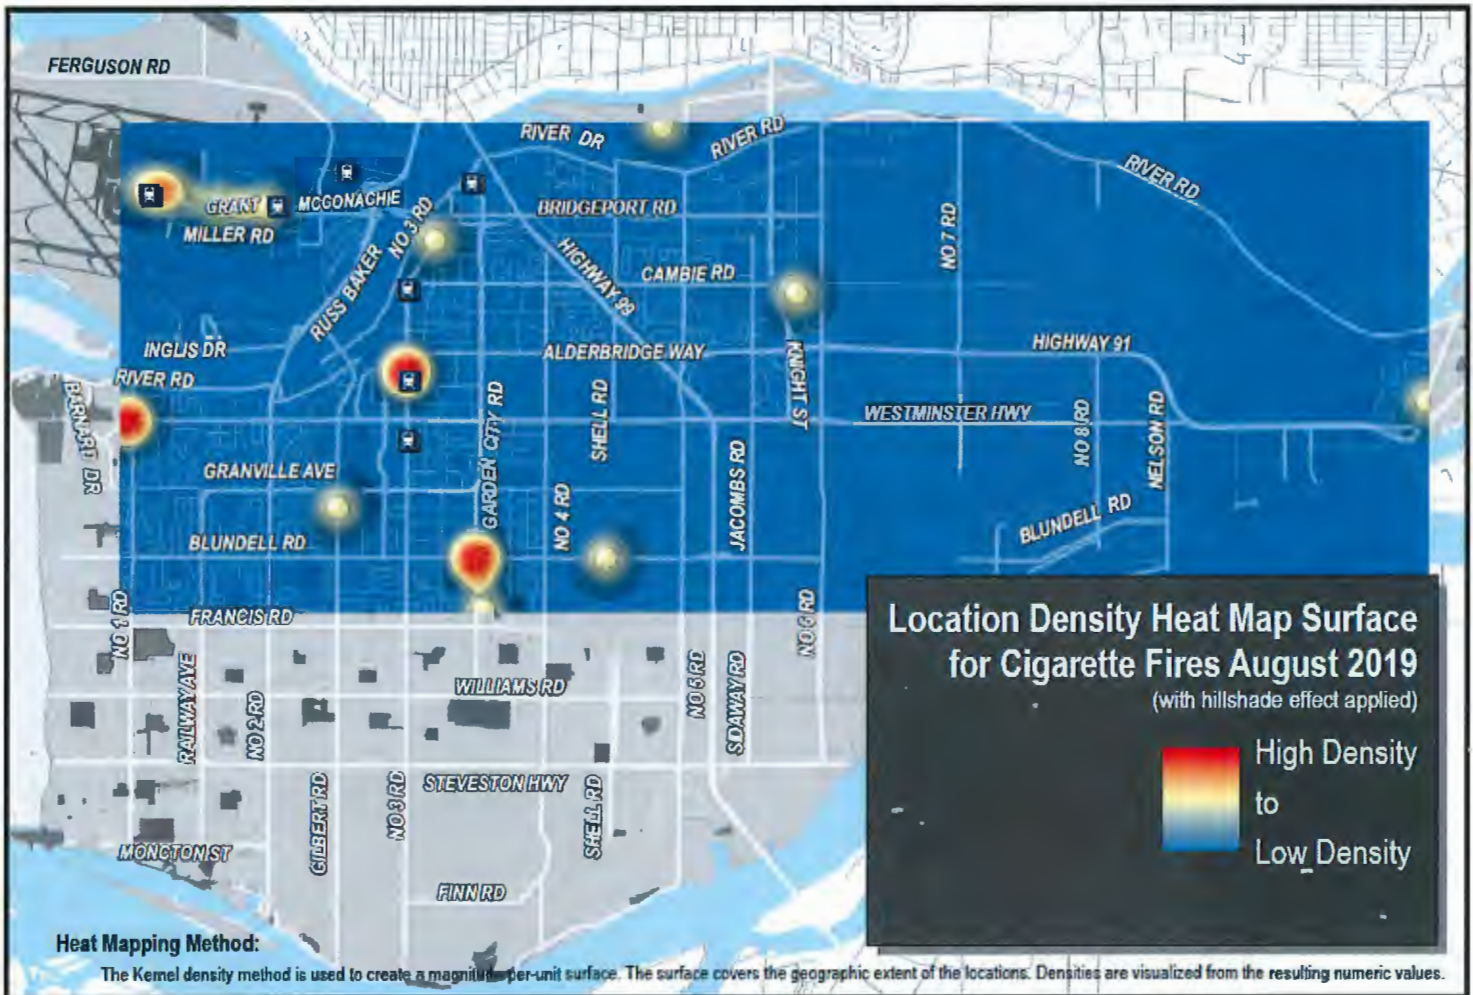 FERGUSON RD
RIVER DR
RIVER RD
RIVER RD
GRANT
MCCONACHIE
MILLER RD
NO 3 RD
BRIDGEPORT RD
NO 7 RD
RUSS BAKER
HIGHWAY 99
CAMBIE RD
INGLIS DR
ALDERBRIDGE WAY
KNIGHT ST
HIGHWAY 91
RIVER RD
BARNARD DR
GARDEN CITY RD
SHELL RD
WESTMINSTER HWY
NO 8 RD
NELSON RD
GRANVILLE AVE
NO 4 RD
JACOMBS RD
BLUNDELL RD
BLUNDELL RD
NO 1 RD
FRANCIS RD
NO 6 RD
RAILWAY AVE
NO 2 RD
WILLIAMS RD
NO 5 RD
SIDAWAY RD
GILBERT RD
NO 3 RD
STEVESTON HWY
SHELL RD
MONCTON ST
FINN RD
Location Density Heat Map Surface
for Cigarette Fires August 2019
(with hillshade effect applied)
High Density
to
Low Density
Heat Mapping Method:
The Kernel density method is used to create a magnitude-per-unit surface. The surface covers the geographic extent of the locations. Densities are visualized from the resulting numeric values.